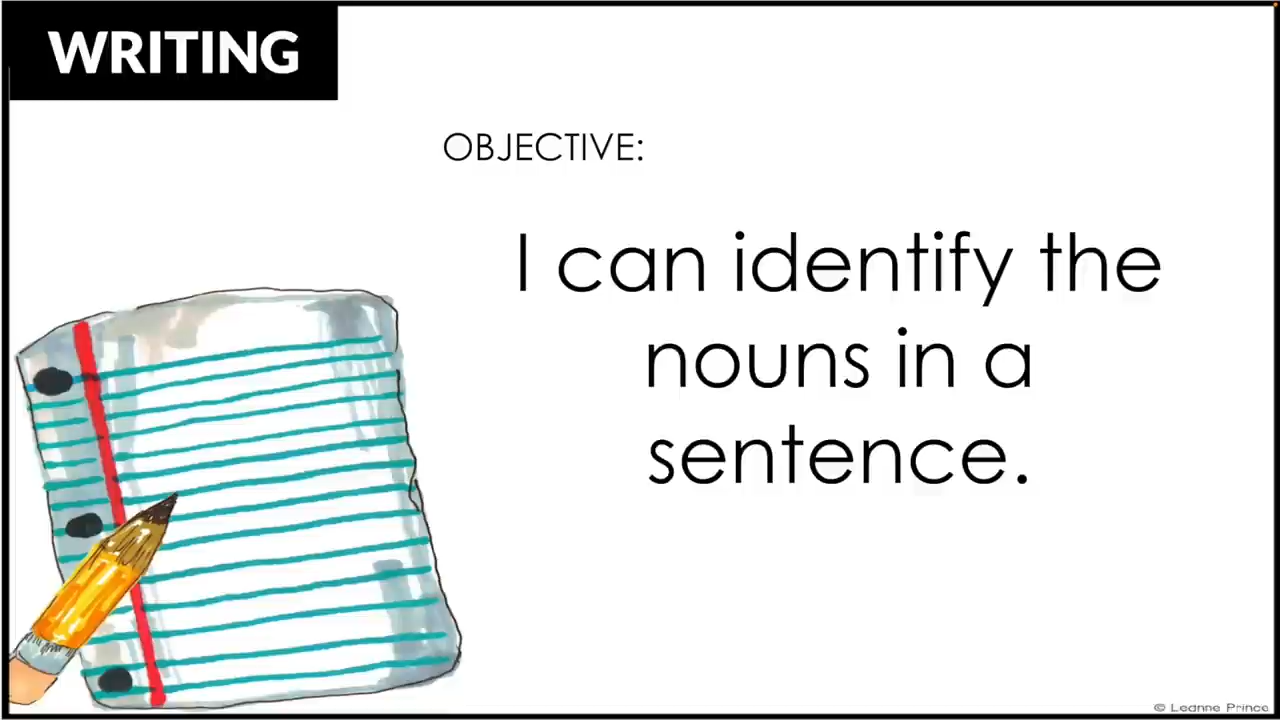 WRITING
OBJECTIVE:
I can identify the
nouns in a
sentence.
© Leanne Prince